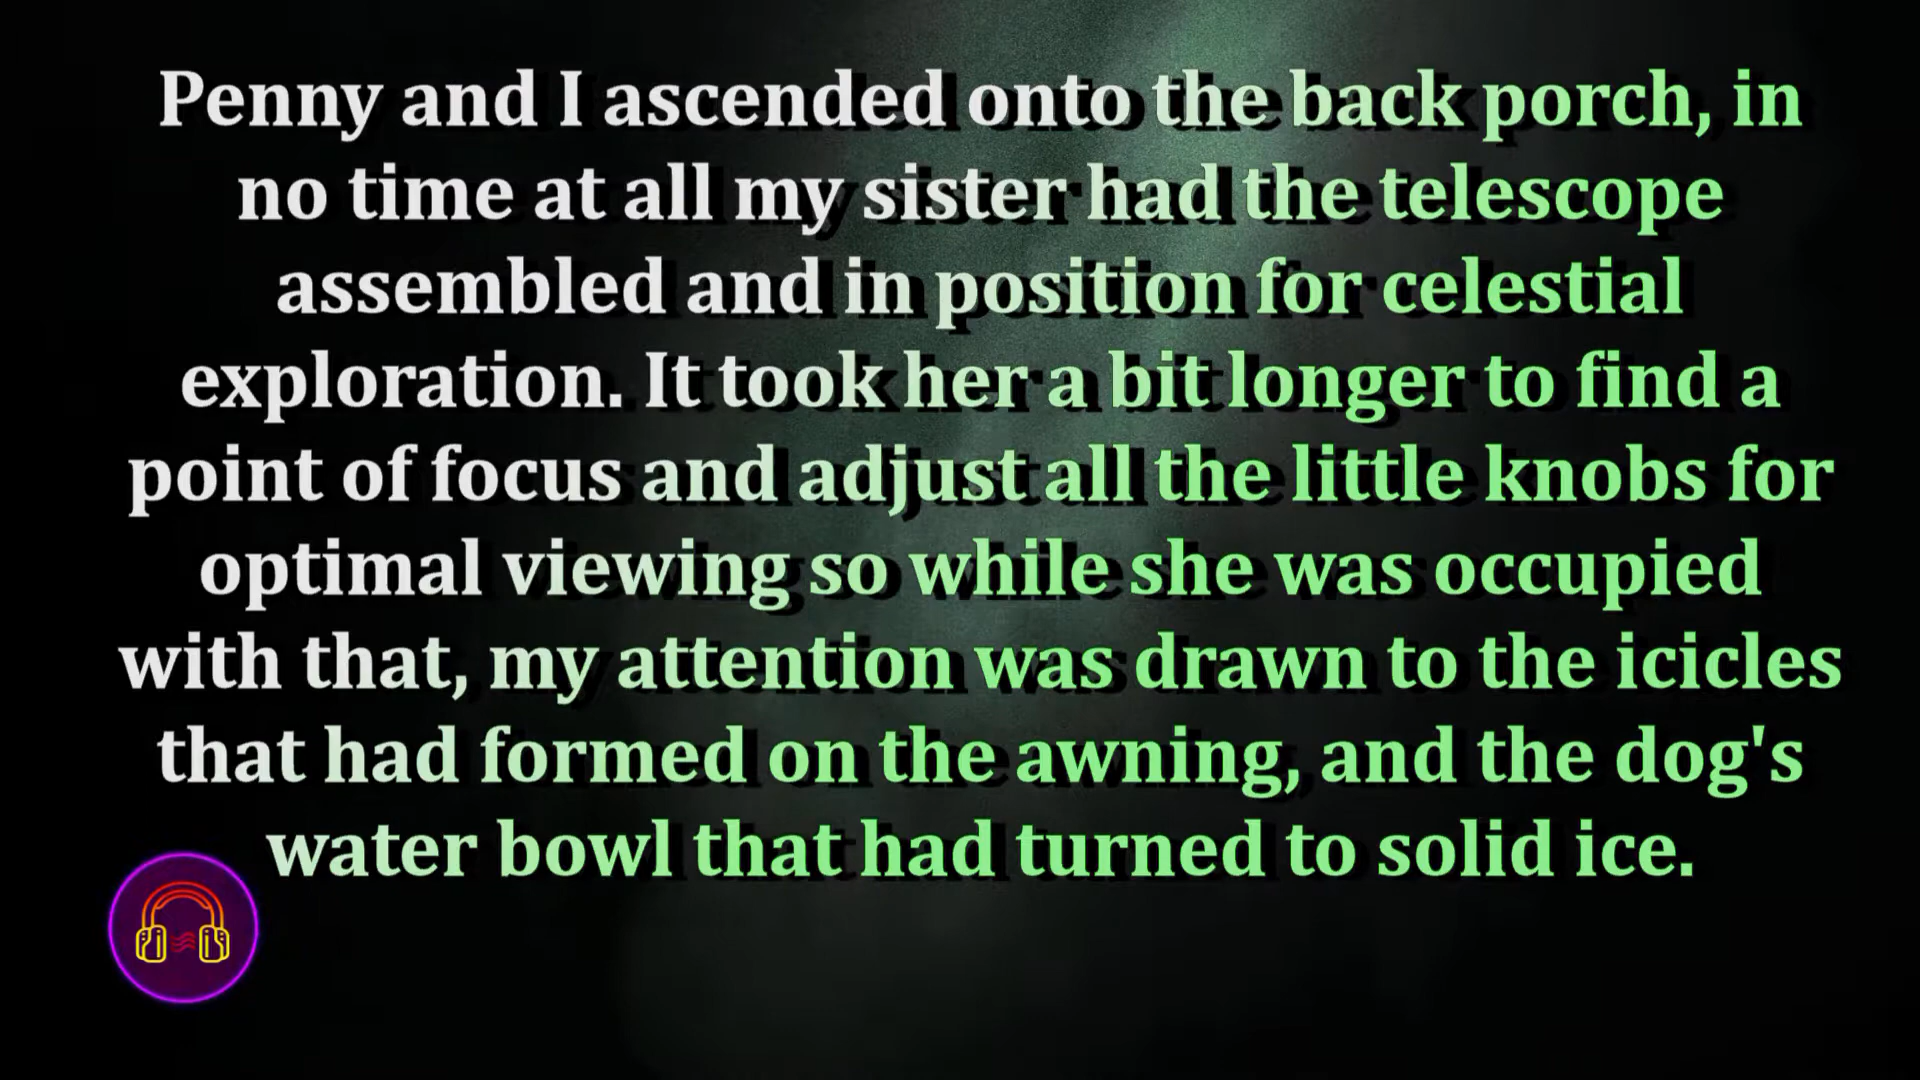 Penny and I ascended onto the back porch, in
no time at all my sister had the telescope
assembled and in position for celestial
exploration. It took her a bit longer to find a
point of focus and adjust all the little knobs for
optimal viewing so while she was occupied
with that, my attention was drawn to the icicles
that had formed on the awning, and the dog's
water bowl that had turned to solid ice.